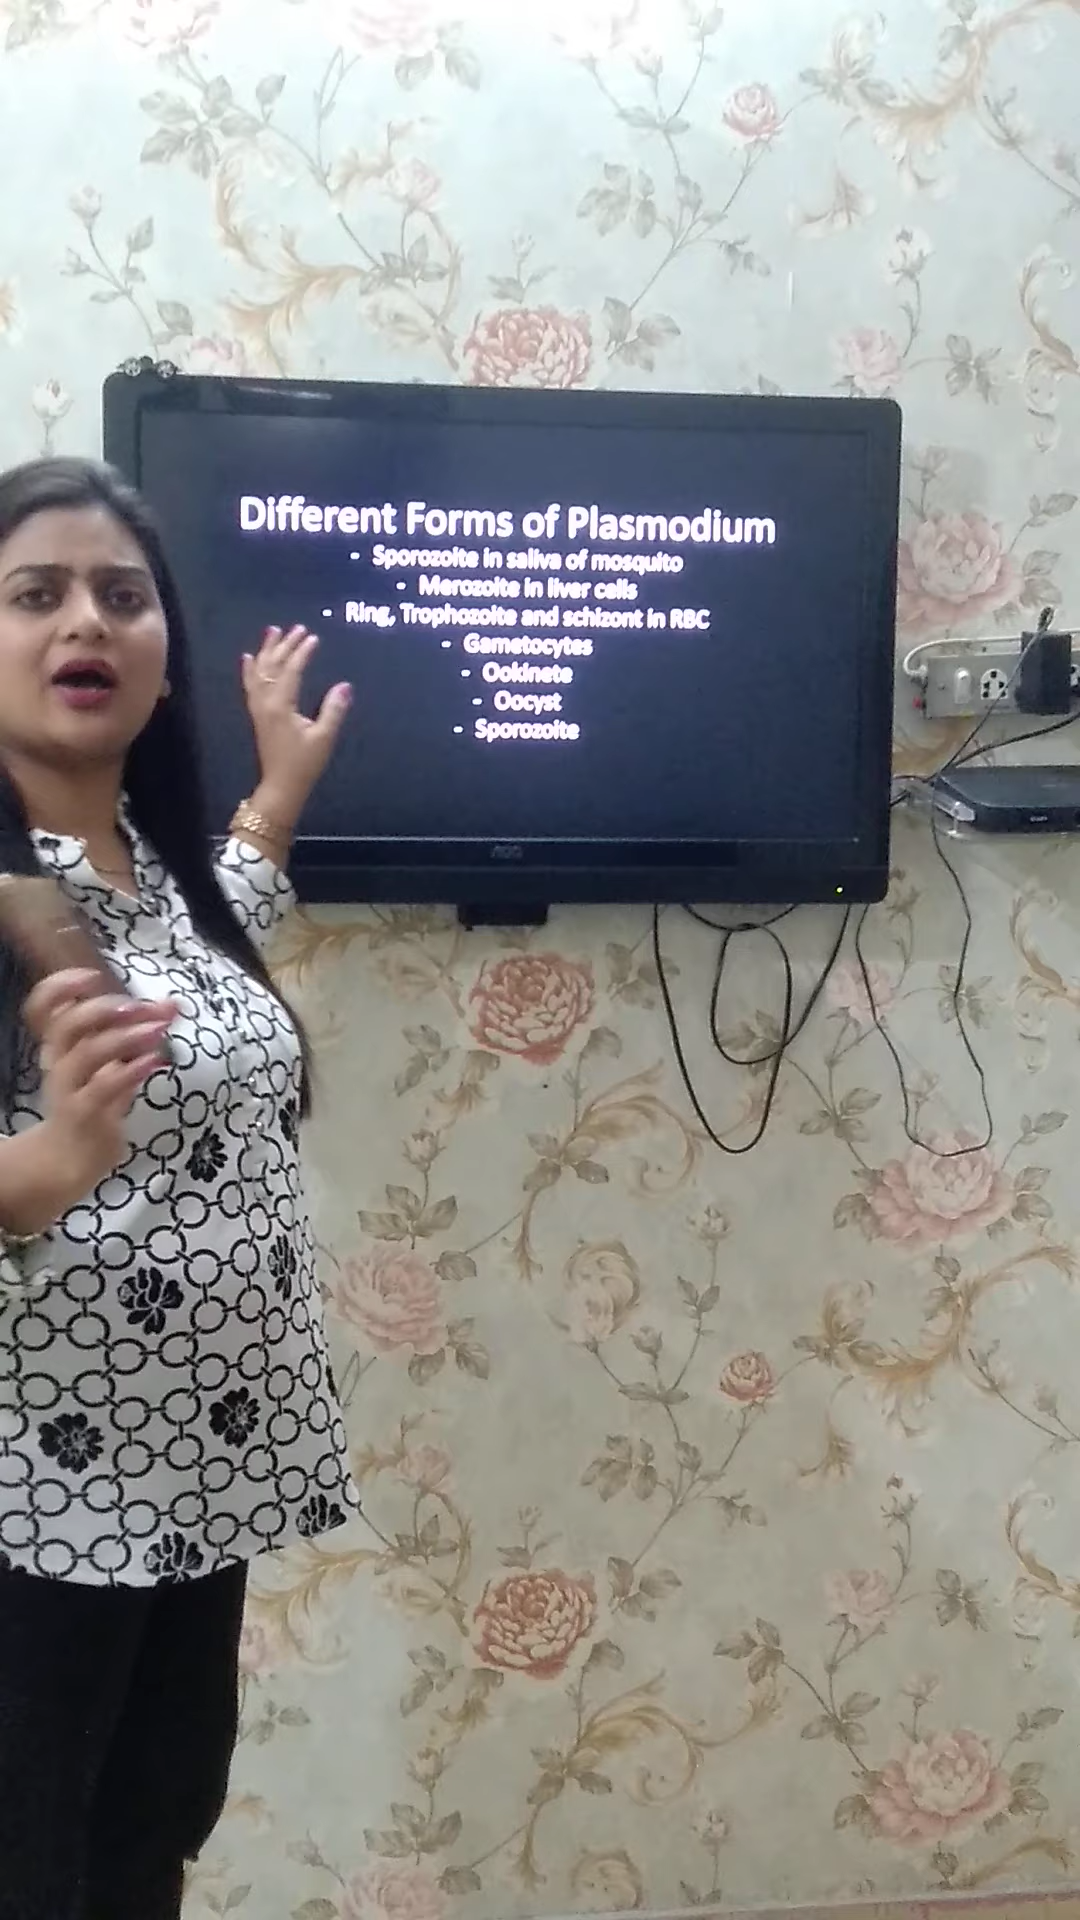 Different Forms of Plasmodium
- Sporozoite in saliva of mosquito
- Merozoite in liver cells
- Ring, Trophozoite and schizont in RBC
- Gametocytes
- Ookinete
- Oocyst
- Sporozoite
AOC